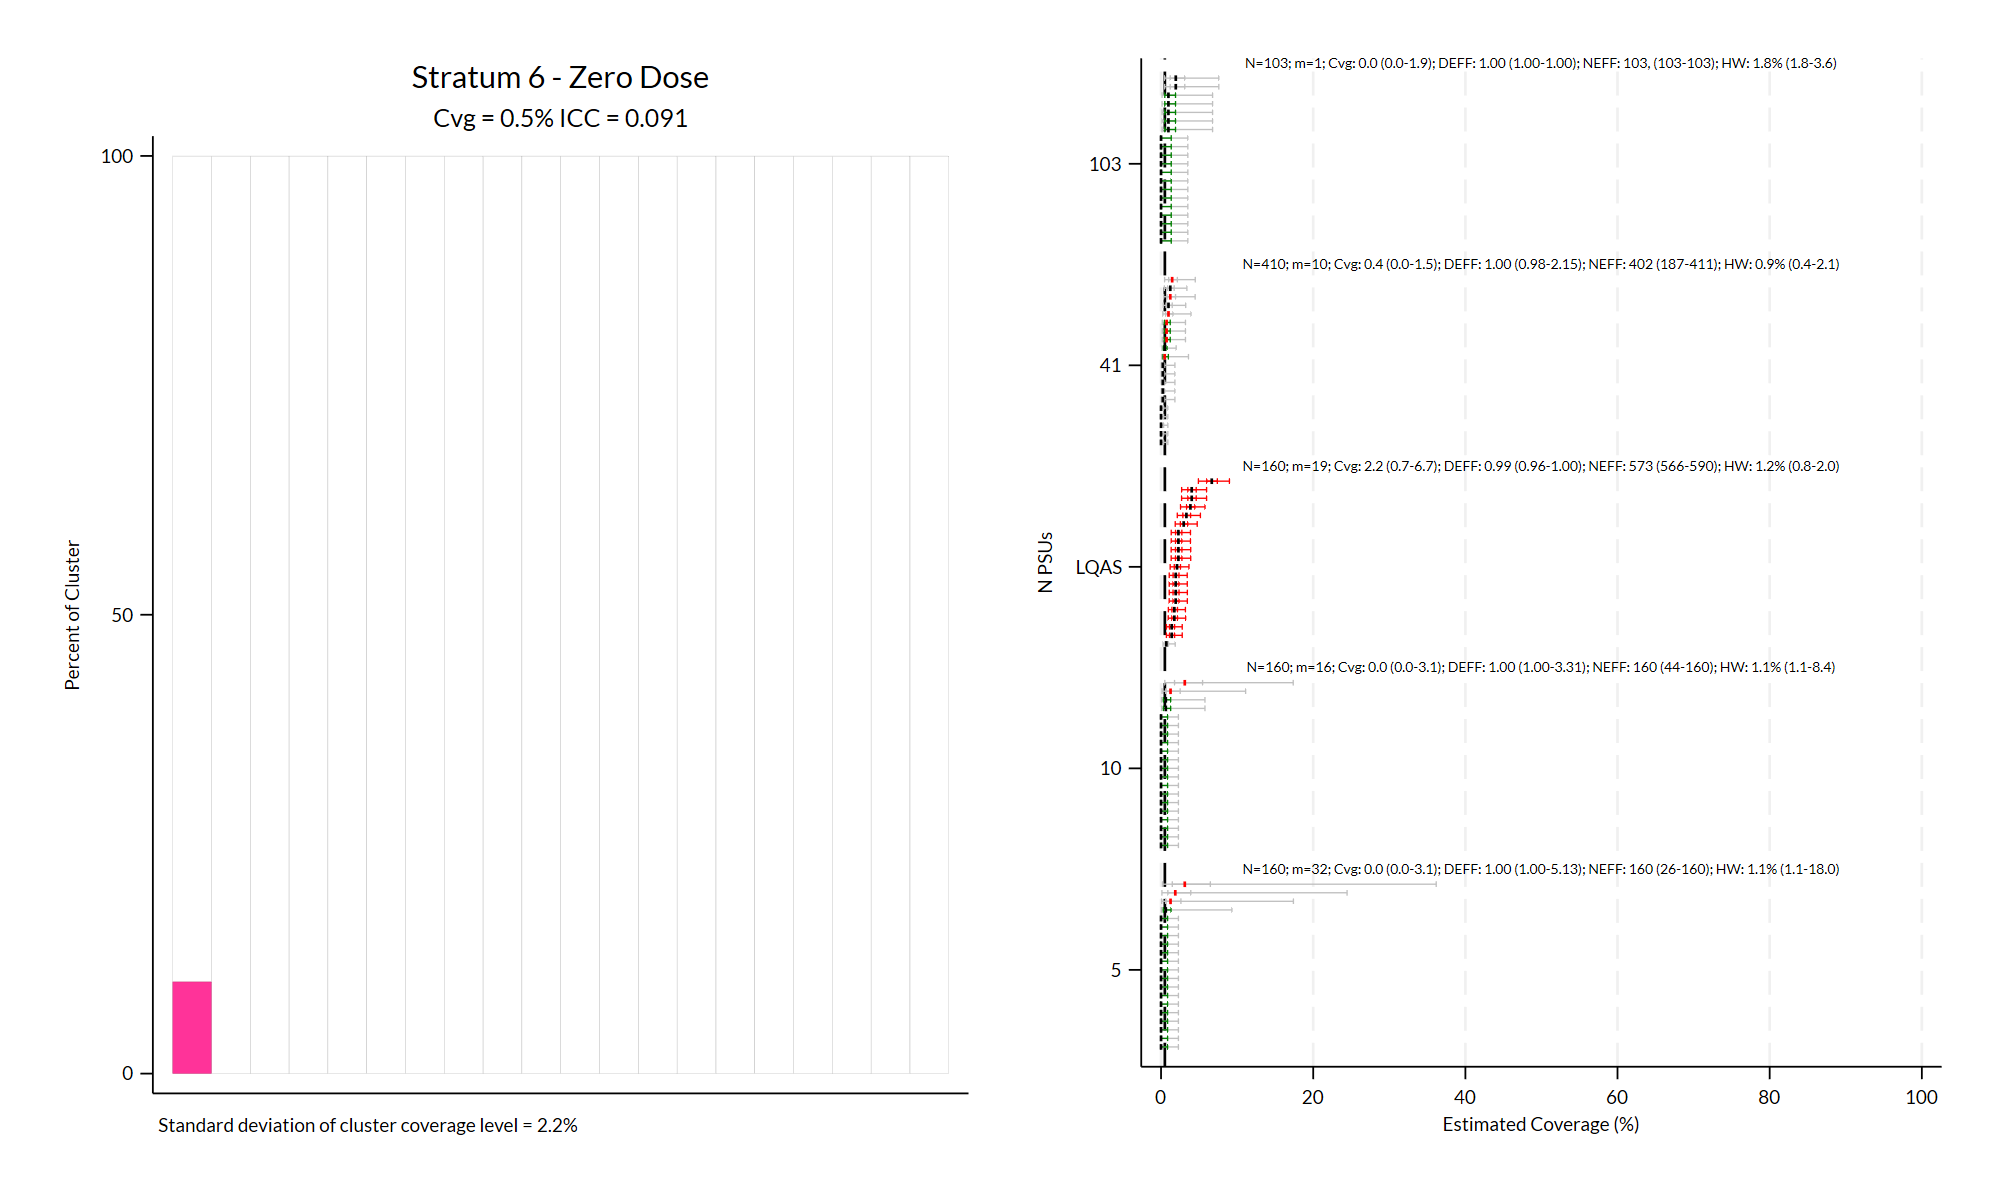 Stratum 6 - Zero Dose
Cvg = 0.5% ICC = 0.091
100
50
0
Percent of Cluster
Standard deviation of cluster coverage level = 2.2%
N=103; m=1; Cvg: 0.0 (0.0-1.9); DEFF: 1.00 (1.00-1.00); NEFF: 103, (103-103); HW: 1.8% (1.8-3.6)
103
N=410; m=10; Cvg: 0.4 (0.0-1.5); DEFF: 1.00 (0.98-2.15); NEFF: 402 (187-411); HW: 0.9% (0.4-2.1)
41
N=160; m=19; Cvg: 2.2 (0.7-6.7); DEFF: 0.99 (0.96-1.00); NEFF: 573 (566-590); HW: 1.2% (0.8-2.0)
N PSUs
LQAS
N=160; m=16; Cvg: 0.0 (0.0-3.1); DEFF: 1.00 (1.00-3.31); NEFF: 160 (44-160); HW: 1.1% (1.1-8.4)
10
N=160; m=32; Cvg: 0.0 (0.0-3.1); DEFF: 1.00 (1.00-5.13); NEFF: 160 (26-160); HW: 1.1% (1.1-18.0)
5
0 20 40 60 80 100
Estimated Coverage (%)